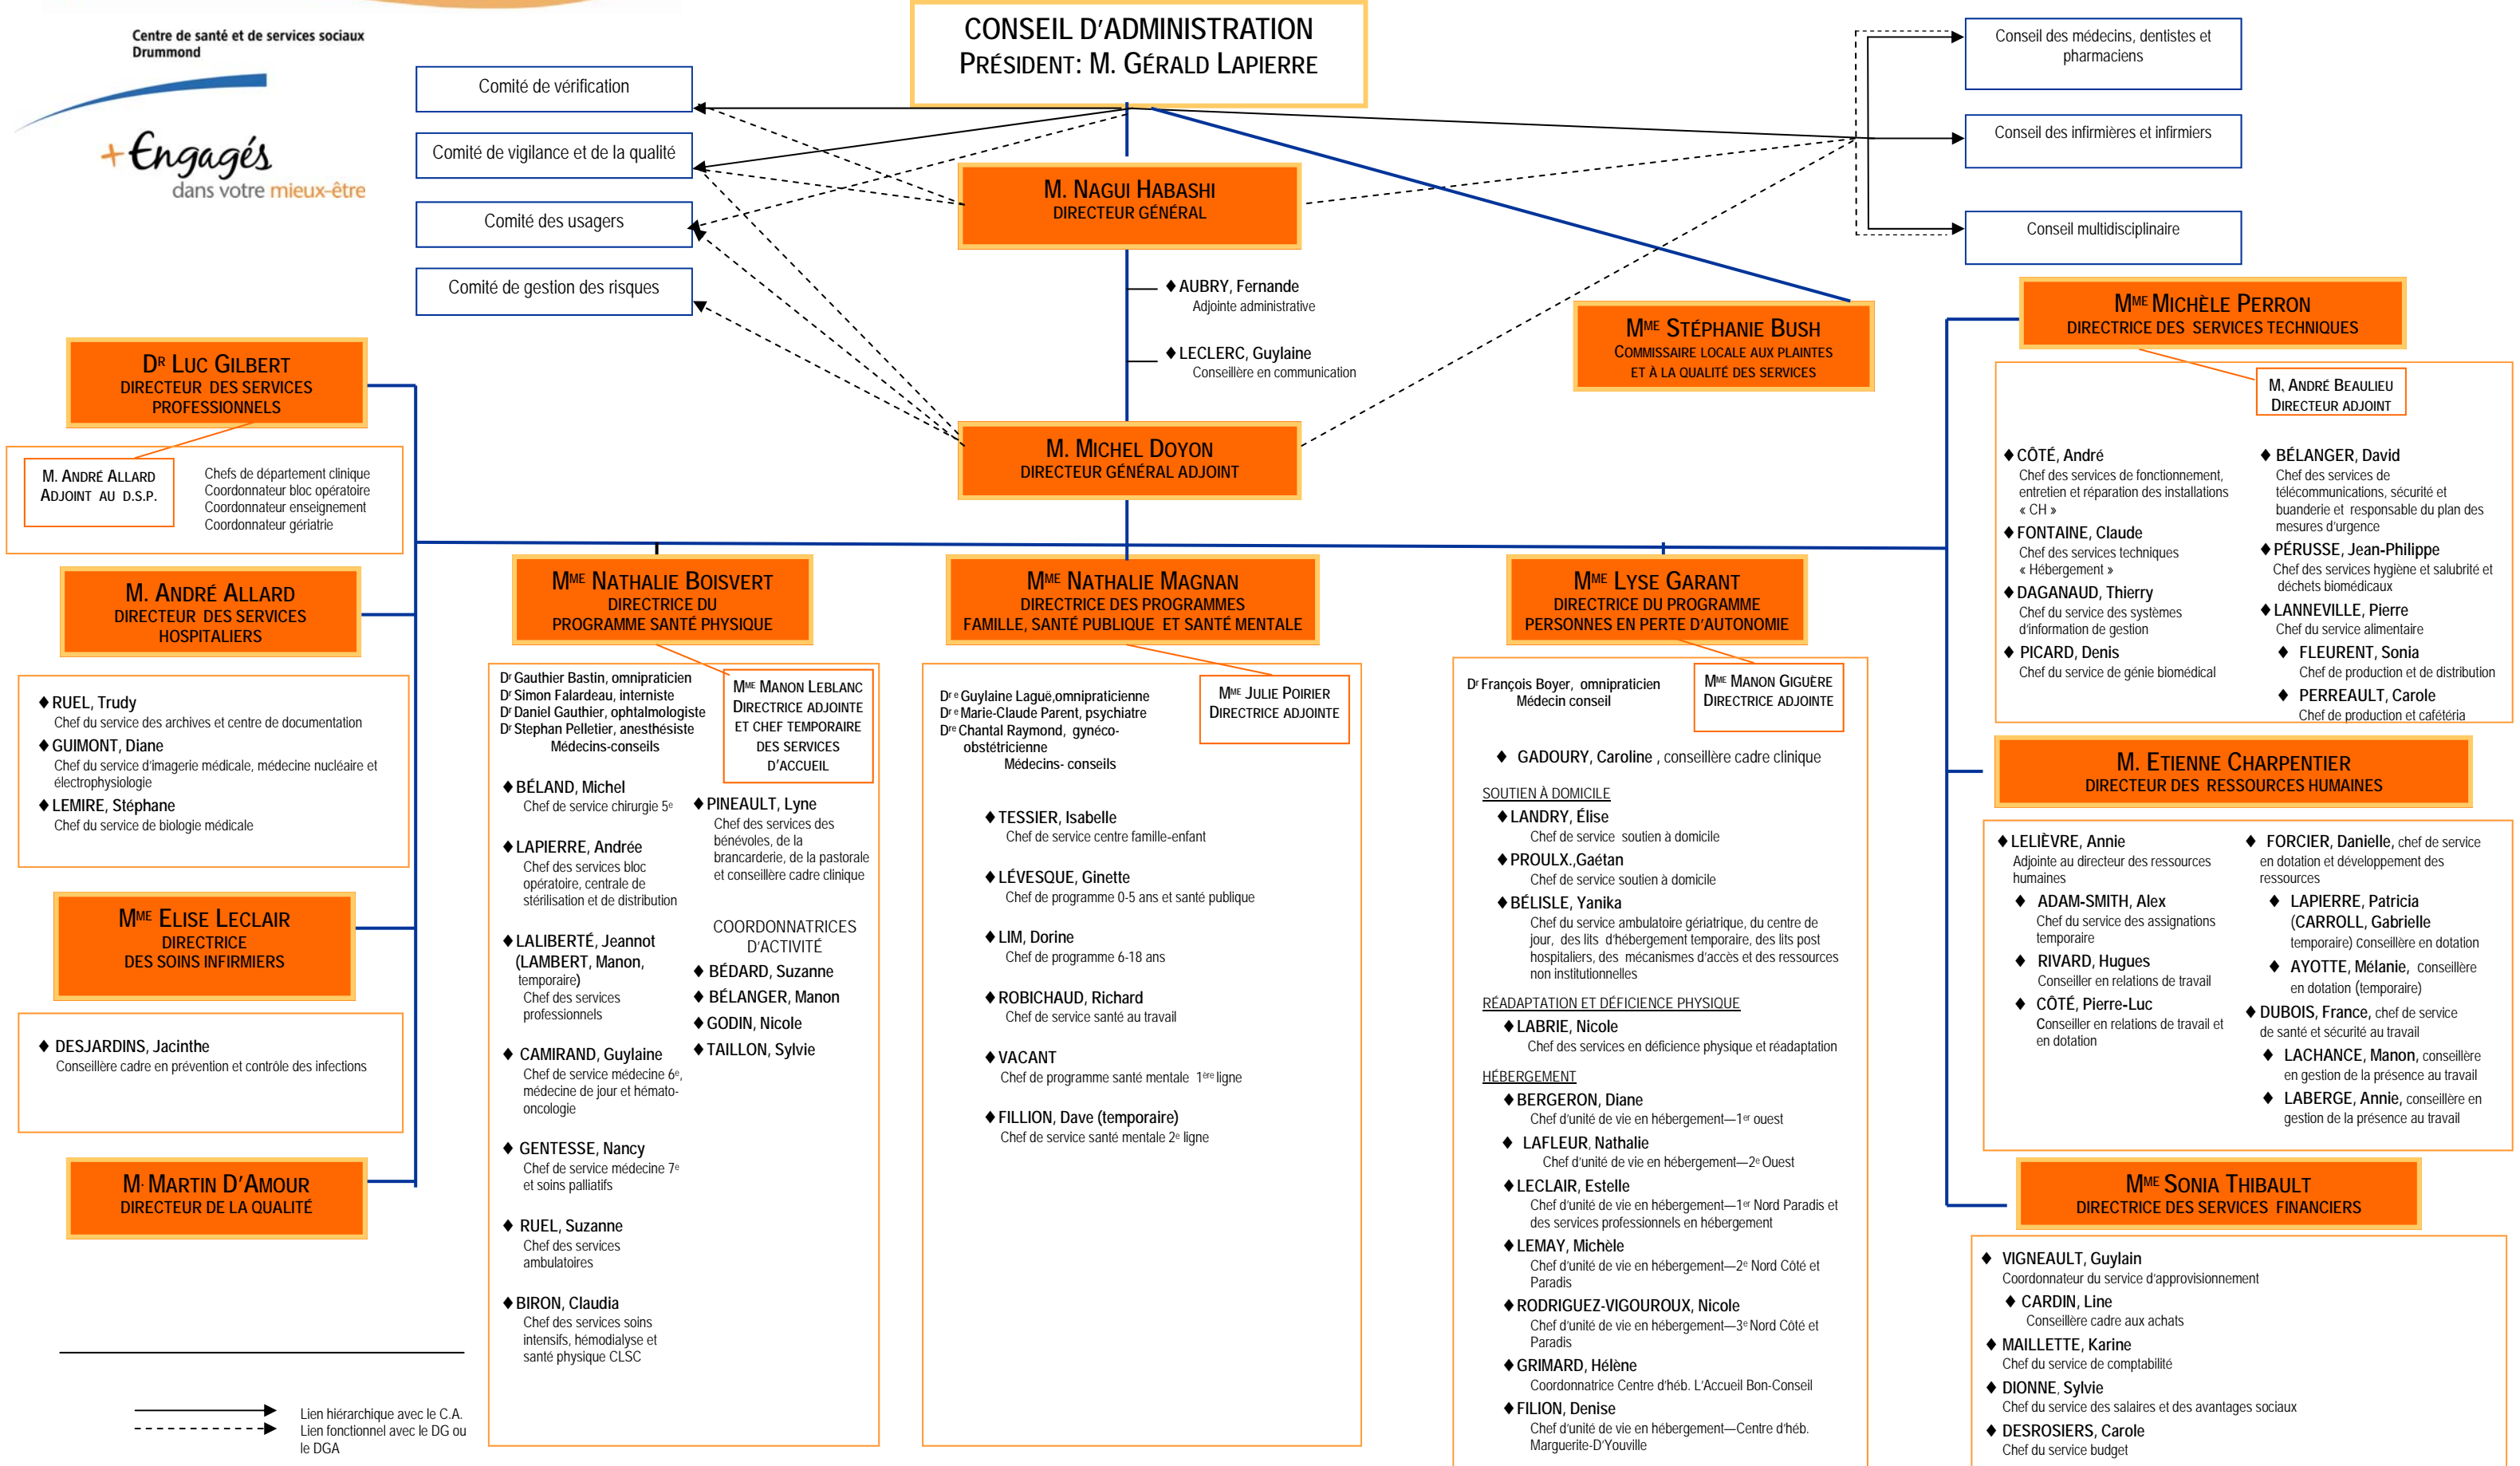 Centre de santé et de services sociaux
Drummond
+Engagés
dans votre mieux-être
CONSEIL D'ADMINISTRATION
PRÉSIDENT: M. GÉRALD LAPIERRE
Comité de vérification
Comité de vigilance et de la qualité
Comité des usagers
Comité de gestion des risques
Conseil des médecins, dentistes et
pharmaciens
Conseil des infirmières et infirmiers
Conseil multidisciplinaire
M. NAGUI HABASHI
DIRECTEUR GÉNÉRAL
♦ AUBRY, Fernande
Adjointe administrative
♦ LECLERC, Guylaine
Conseillère en communication
MME STÉPHANIE BUSH
COMMISSAIRE LOCALE AUX PLAINTES
ET À LA QUALITÉ DES SERVICES
M. MICHEL DOYON
DIRECTEUR GÉNÉRAL ADJOINT
DR LUC GILBERT
DIRECTEUR DES SERVICES
PROFESSIONNELS
M. ANDRÉ ALLARD
ADJOINT AU D.S.P.
Chefs de département clinique
Coordonnateur bloc opératoire
Coordonnateur enseignement
Coordonnateur gériatrie
M. ANDRÉ ALLARD
DIRECTEUR DES SERVICES
HOSPITALIERS
♦ RUEL, Trudy
Chef du service des archives et centre de documentation
♦ GUIMONT, Diane
Chef du service d'imagerie médicale, médecine nucléaire et
électrophysiologie
♦ LEMIRE, Stéphane
Chef du service de biologie médicale
MME ELISE LECLAIR
DIRECTRICE
DES SOINS INFIRMIERS
♦ DESJARDINS, Jacinthe
Conseillère cadre en prévention et contrôle des infections
M. MARTIN D'AMOUR
DIRECTEUR DE LA QUALITÉ
Lien hiérarchique avec le C.A.
Lien fonctionnel avec le DG ou
le DGA
MME NATHALIE BOISVERT
DIRECTRICE DU
PROGRAMME SANTÉ PHYSIQUE
Dr Gauthier Bastin, omnipraticien
Dr Simon Falardeau, interniste
Dr Daniel Gauthier, ophtalmologiste
Dr Stephan Pelletier, anesthésiste
Médecins-conseils
MME MANON LEBLANC
DIRECTRICE ADJOINTE
ET CHEF TEMPORAIRE
DES SERVICES
D'ACCUEIL
♦ BÉLAND, Michel
Chef de service chirurgie 5e
♦ LAPIERRE, Andrée
Chef des services bloc
opératoire, centrale de
stérilisation et de distribution
♦ LALIBERTÉ, Jeannot
(LAMBERT, Manon,
temporaire)
Chef des services
professionnels
♦ CAMIRAND, Guylaine
Chef de service médecine 6e,
médecine de jour et hémato-
oncologie
♦ GENTESSE, Nancy
Chef de service médecine 7e
et soins palliatifs
♦ RUEL, Suzanne
Chef des services
ambulatoires
♦ BIRON, Claudia
Chef des services soins
intensifs, hémodialyse et
santé physique CLSC
♦ PINEAULT, Lyne
Chef des services des
bénévoles, de la
brancarderie, de la pastorale
et conseillère cadre clinique
COORDONNATRICES
D'ACTIVITÉ
♦ BÉDARD, Suzanne
♦ BÉLANGER, Manon
♦ GODIN, Nicole
♦ TAILLON, Sylvie
MME NATHALIE MAGNAN
DIRECTRICE DES PROGRAMMES
FAMILLE, SANTÉ PUBLIQUE ET SANTÉ MENTALE
Dr e Guylaine Laguë,omnipraticienne
Dr e Marie-Claude Parent, psychiatre
Dre Chantal Raymond, gynéco-
obstétricienne
Médecins- conseils
MME JULIE POIRIER
DIRECTRICE ADJOINTE
♦ TESSIER, Isabelle
Chef de service centre famille-enfant
♦ LÉVESQUE, Ginette
Chef de programme 0-5 ans et santé publique
♦ LIM, Dorine
Chef de programme 6-18 ans
♦ ROBICHAUD, Richard
Chef de service santé au travail
♦ VACANT
Chef de programme santé mentale 1ère ligne
♦ FILLION, Dave (temporaire)
Chef de service santé mentale 2e ligne
MME LYSE GARANT
DIRECTRICE DU PROGRAMME
PERSONNES EN PERTE D'AUTONOMIE
Dr François Boyer, omnipraticien
Médecin conseil
MME MANON GIGUÈRE
DIRECTRICE ADJOINTE
♦ GADOURY, Caroline , conseillère cadre clinique
SOUTIEN À DOMICILE
♦ LANDRY, Élise
Chef de service soutien à domicile
♦ PROULX.,Gaétan
Chef de service soutien à domicile
♦ BÉLISLE, Yanika
Chef du service ambulatoire gériatrique, du centre de
jour, des lits d'hébergement temporaire, des lits post
hospitaliers, des mécanismes d'accès et des ressources
non institutionnelles
RÉADAPTATION ET DÉFICIENCE PHYSIQUE
♦ LABRIE, Nicole
Chef des services en déficience physique et réadaptation
HÉBERGEMENT
♦ BERGERON, Diane
Chef d'unité de vie en hébergement—1er ouest
♦ LAFLEUR, Nathalie
Chef d'unité de vie en hébergement—2e Ouest
♦ LECLAIR, Estelle
Chef d'unité de vie en hébergement—1er Nord Paradis et
des services professionnels en hébergement
♦ LEMAY, Michèle
Chef d'unité de vie en hébergement—2e Nord Côté et
Paradis
♦ RODRIGUEZ-VIGOUROUX, Nicole
Chef d'unité de vie en hébergement—3e Nord Côté et
Paradis
♦ GRIMARD, Hélène
Coordonnatrice Centre d'héb. L'Accueil Bon-Conseil
♦ FILION, Denise
Chef d'unité de vie en hébergement—Centre d'héb.
Marguerite-D'Youville
MME MICHÈLE PERRON
DIRECTRICE DES SERVICES TECHNIQUES
M. ANDRÉ BEAULIEU
DIRECTEUR ADJOINT
♦ CÔTÉ, André
Chef des services de fonctionnement,
entretien et réparation des installations
« CH »
♦ FONTAINE, Claude
Chef des services techniques
« Hébergement »
♦ DAGANAUD, Thierry
Chef du service des systèmes
d'information de gestion
♦ PICARD, Denis
Chef du service de génie biomédical
♦ BÉLANGER, David
Chef des services de
télécommunications, sécurité et
buanderie et responsable du plan des
mesures d'urgence
♦ PÉRUSSE, Jean-Philippe
Chef des services hygiène et salubrité et
déchets biomédicaux
♦ LANNEVILLE, Pierre
Chef du service alimentaire
♦ FLEURENT, Sonia
Chef de production et de distribution
♦ PERREAULT, Carole
Chef de production et cafétéria
M. ETIENNE CHARPENTIER
DIRECTEUR DES RESSOURCES HUMAINES
♦ LELIÈVRE, Annie
Adjointe au directeur des ressources
humaines
♦ ADAM-SMITH, Alex
Chef du service des assignations
temporaire
♦ RIVARD, Hugues
Conseiller en relations de travail
♦ CÔTÉ, Pierre-Luc
Conseiller en relations de travail et
en dotation
♦ FORCIER, Danielle, chef de service
en dotation et développement des
ressources
♦ LAPIERRE, Patricia
(CARROLL, Gabrielle
temporaire) Conseillère en dotation
♦ AYOTTE, Mélanie, conseillère
en dotation (temporaire)
♦ DUBOIS, France, chef de service
de santé et sécurité au travail
♦ LACHANCE, Manon, conseillère
en gestion de la présence au travail
♦ LABERGE, Annie, conseillère en
gestion de la présence au travail
MME SONIA THIBAULT
DIRECTRICE DES SERVICES FINANCIERS
♦ VIGNEAULT, Guylain
Coordonnateur du service d'approvisionnement
♦ CARDIN, Line
Conseillère cadre aux achats
♦ MAILLETTE, Karine
Chef du service de comptabilité
♦ DIONNE, Sylvie
Chef du service des salaires et des avantages sociaux
♦ DESROSIERS, Carole
Chef du service budget